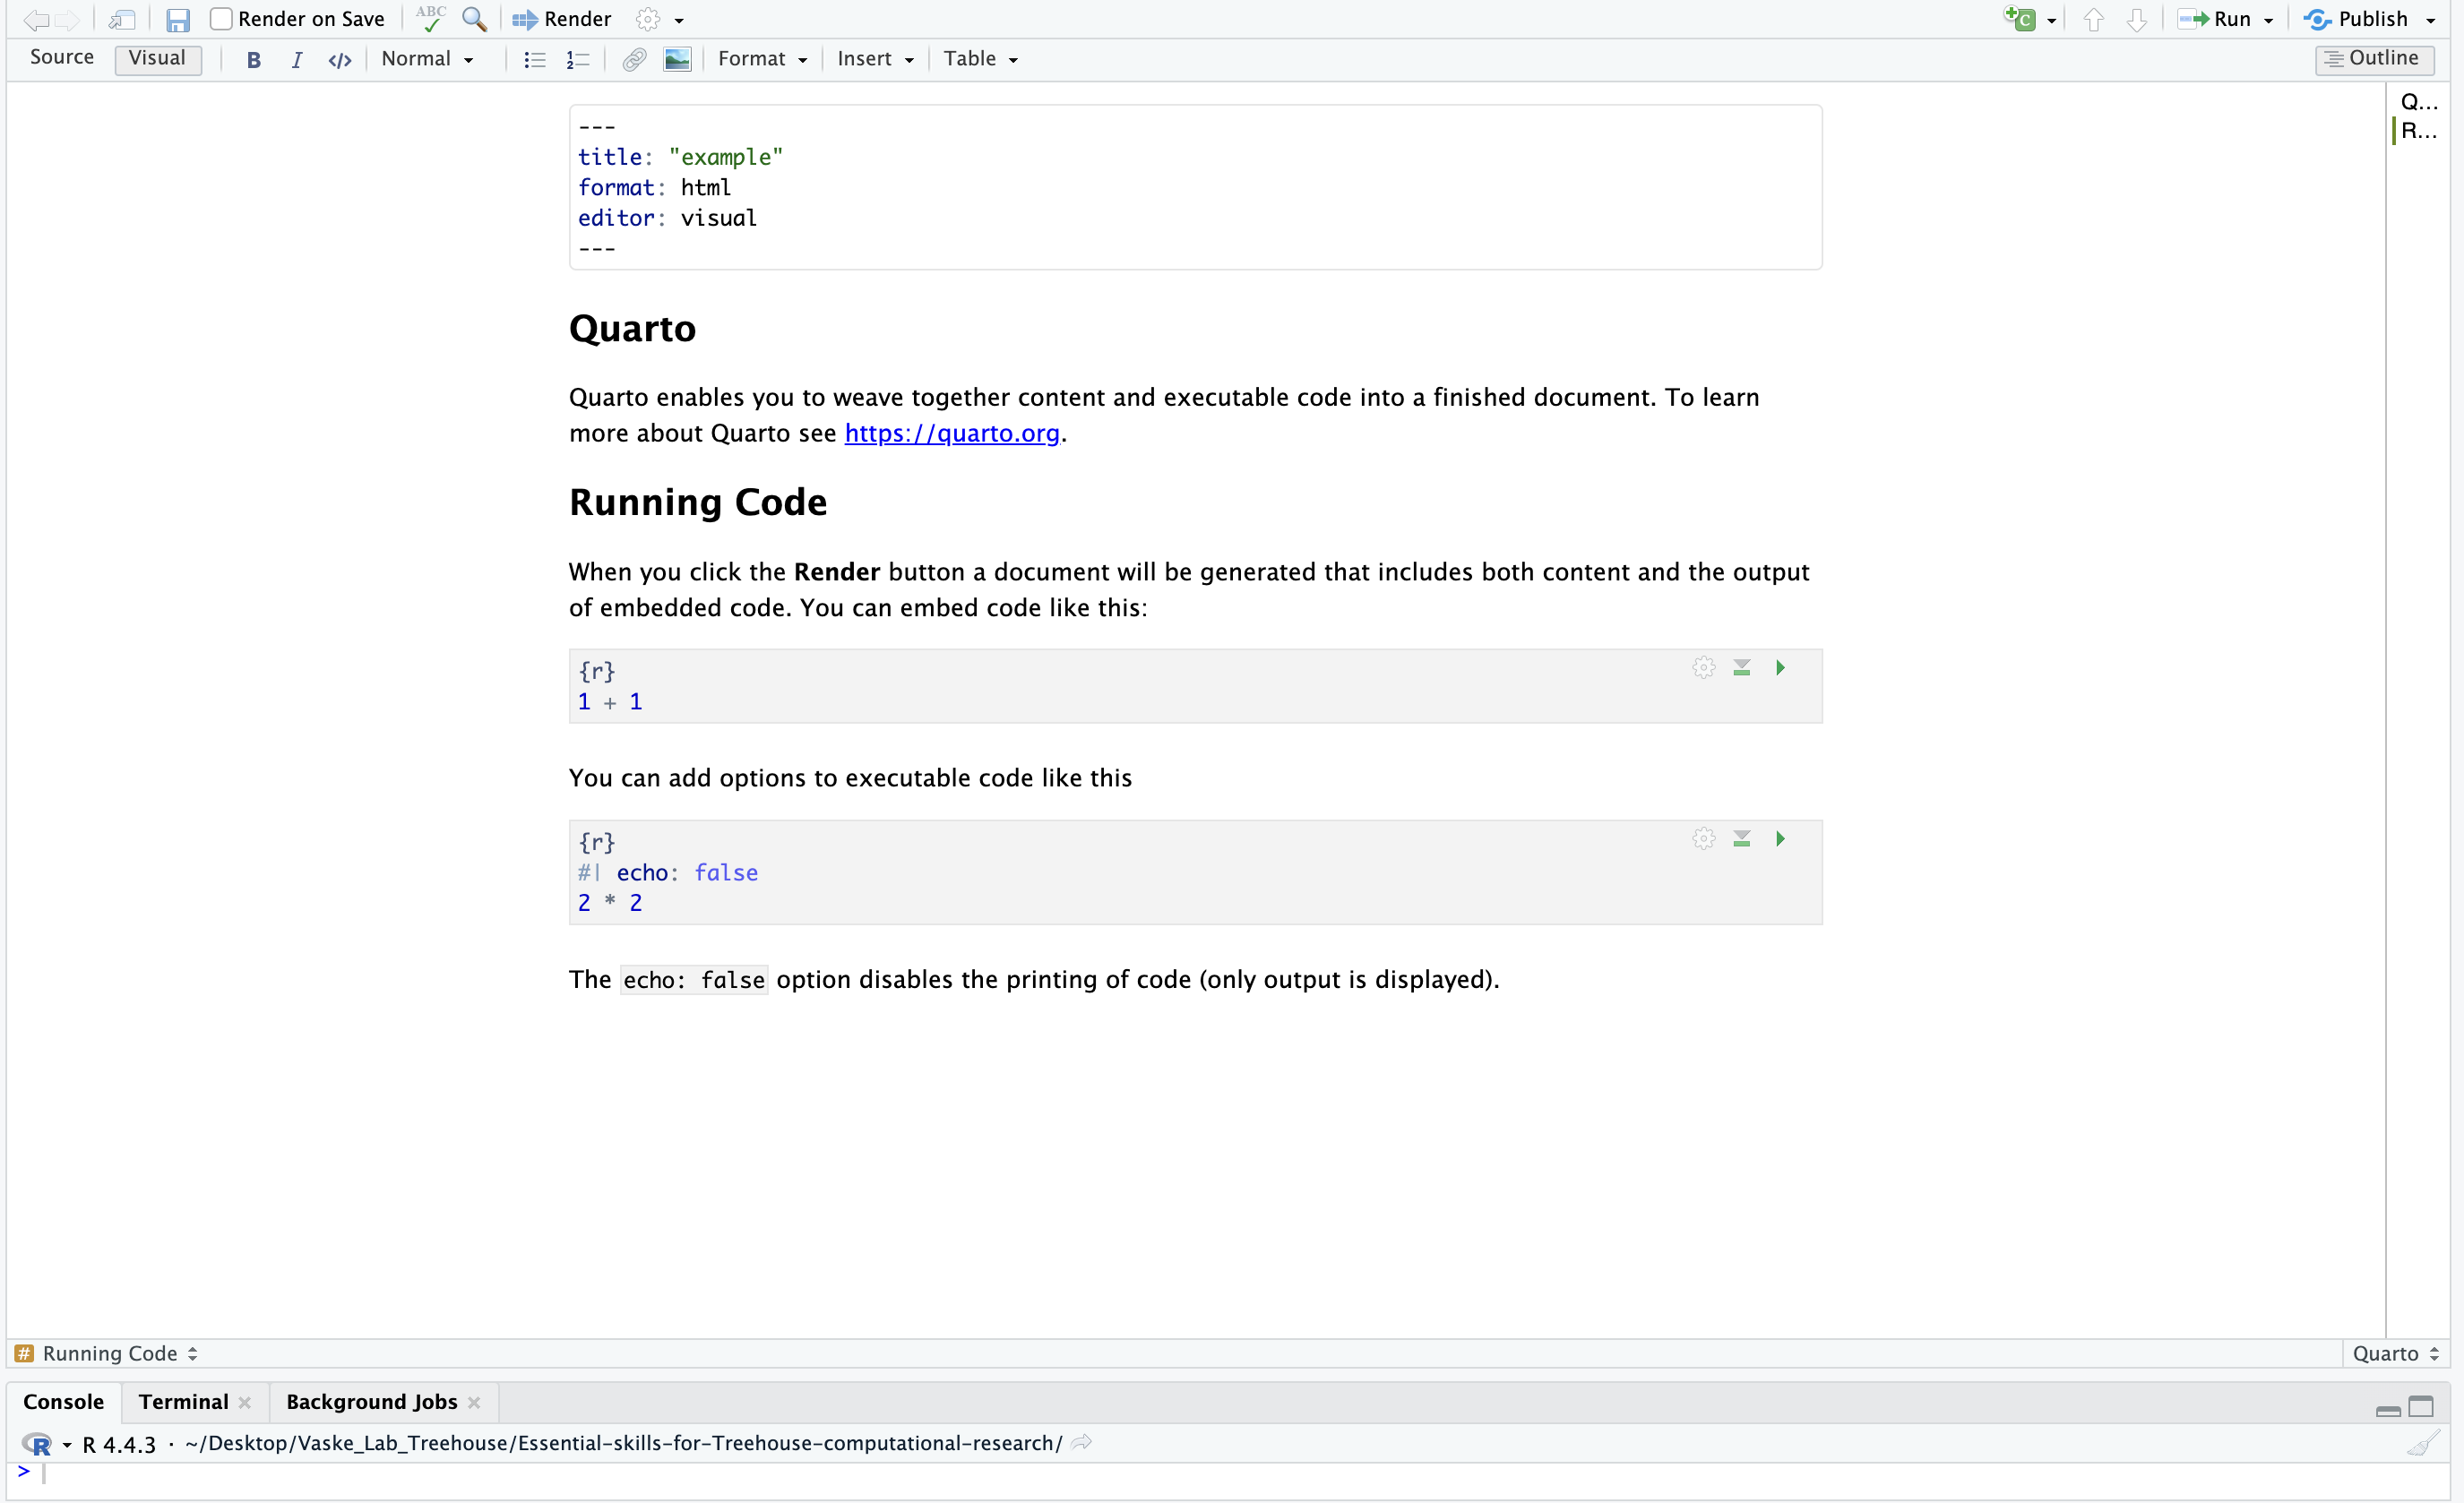 Render on Save ABC Render C Run Publish
Source Visual B I </> Normal Format Insert Table Outline
---
title: "example"
format: html
editor: visual
---
Q...
R...
Quarto
Quarto enables you to weave together content and executable code into a finished document. To learn
more about Quarto see https://quarto.org.
Running Code
When you click the Render button a document will be generated that includes both content and the output
of embedded code. You can embed code like this:
{r}
1 + 1
You can add options to executable code like this
{r}
#| echo: false
2 * 2
The echo: false option disables the printing of code (only output is displayed).
# Running Code Quarto
Console Terminal Background Jobs
R R 4.4.3 · ~/Desktop/Vaske_Lab_Treehouse/Essential-skills-for-Treehouse-computational-research/
>